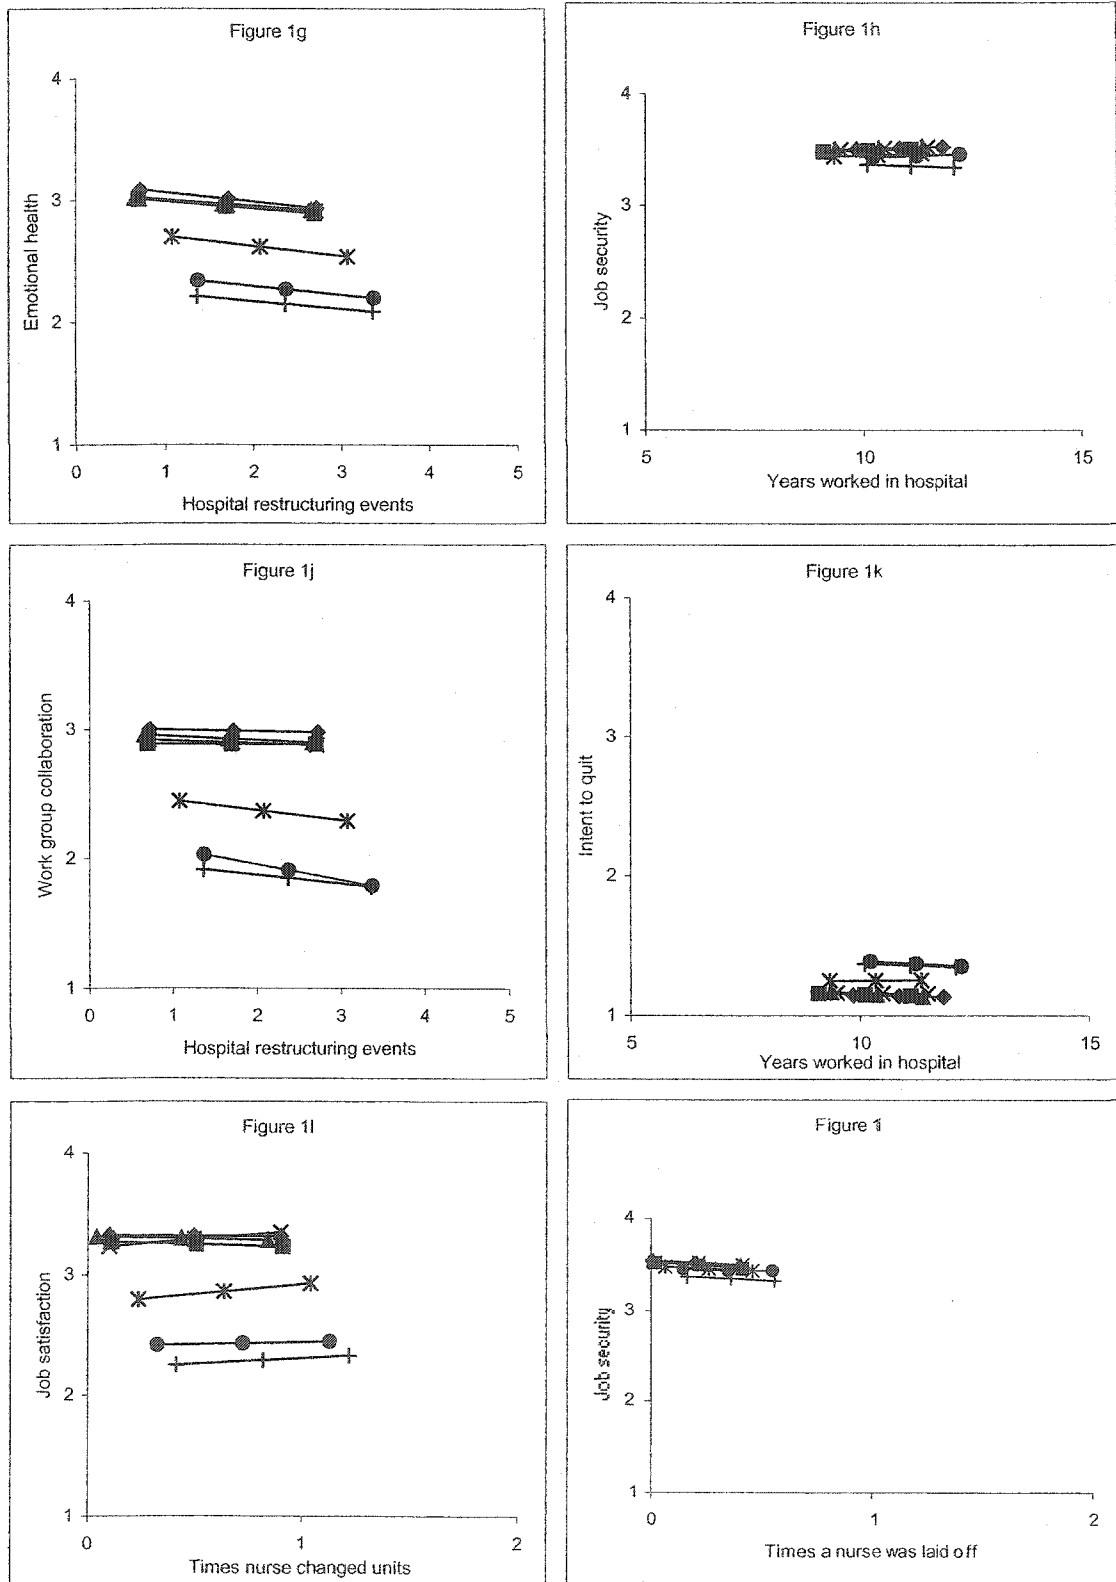 Figure 1g
4
3
2
1
0 1 2 3 4 5
Emotional health
Hospital restructuring events
Figure 1h
4
3
2
1
5 10 15
Job security
Years worked in hospital
Figure 1j
4
3
2
1
0 1 2 3 4 5
Work group collaboration
Hospital restructuring events
Figure 1k
4
3
2
1
5 10 15
Intent to quit
Years worked in hospital
Figure 1l
4
3
2
1
0 1 2
Job satisfaction
Times nurse changed units
Figure 1i
4
3
2
1
0 1 2
Job security
Times a nurse was laid off